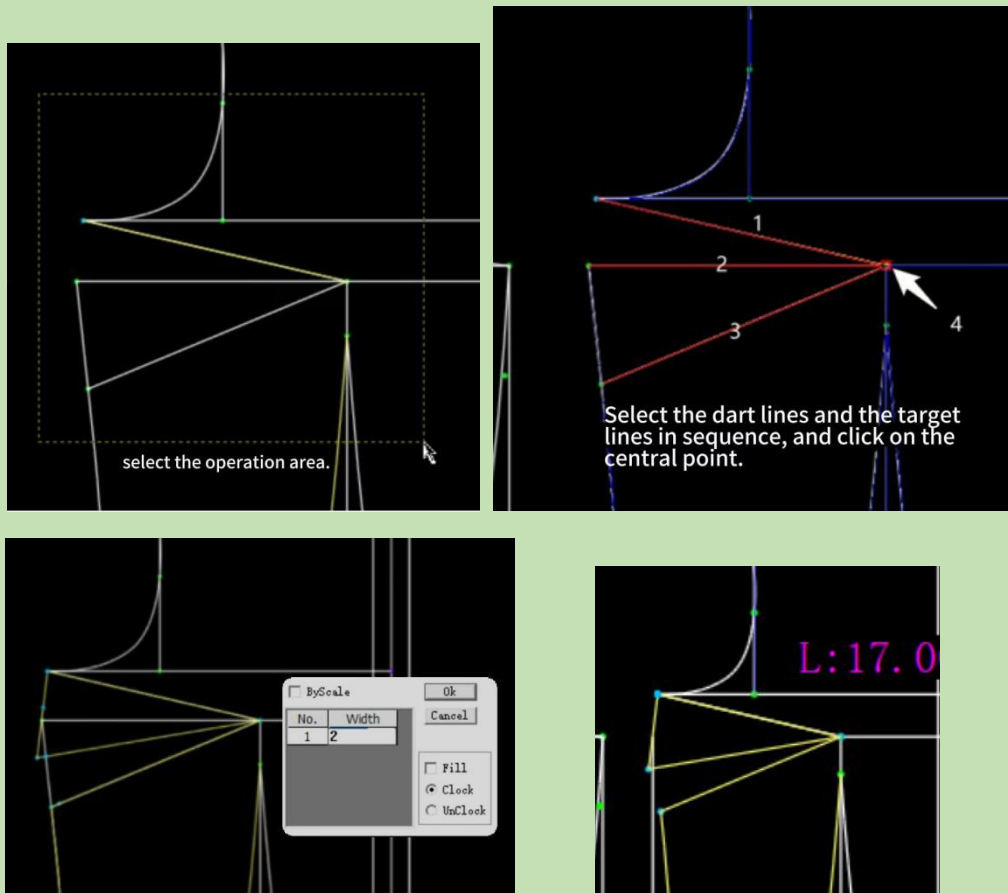 select the operation area.
1
2
3
4
Select the dart lines and the target
lines in sequence, and click on the
central point.
ByScale
Ok
Cancel
No. Width
1 2
Fill
Clock
UnClock
L:17.0